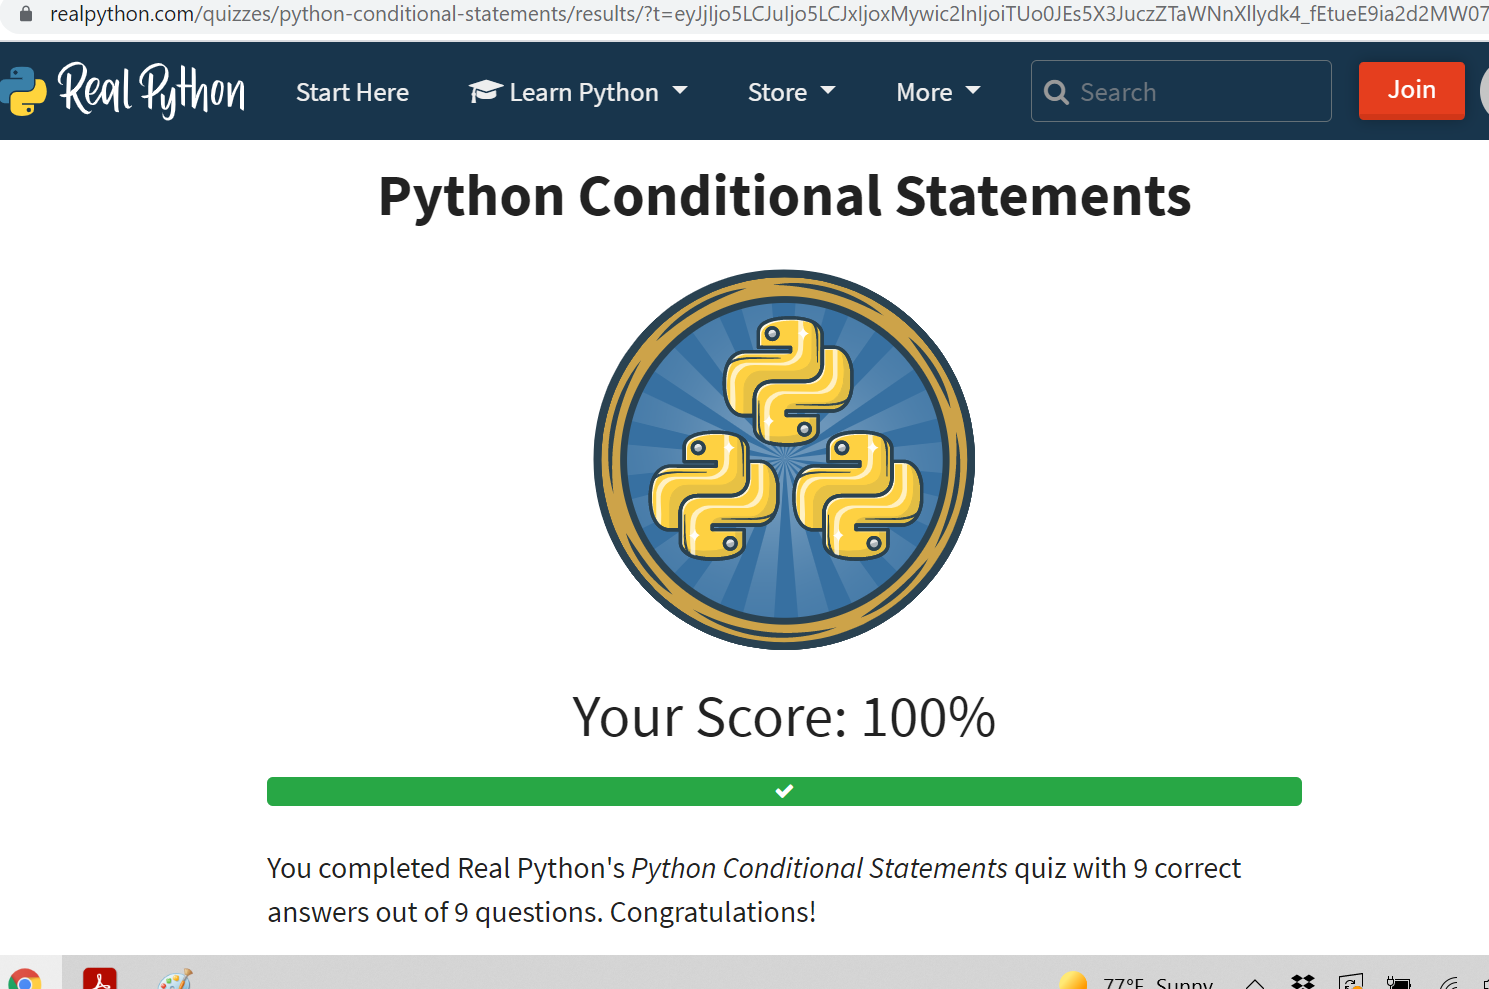 realpython.com/quizzes/python-conditional-statements/results/?t=
Real Python
Start Here
Learn Python
Store
More
Search
Join
Python Conditional Statements
Your Score: 100%
You completed Real Python's Python Conditional Statements quiz with 9 correct
answers out of 9 questions. Congratulations!
77°F Sunny